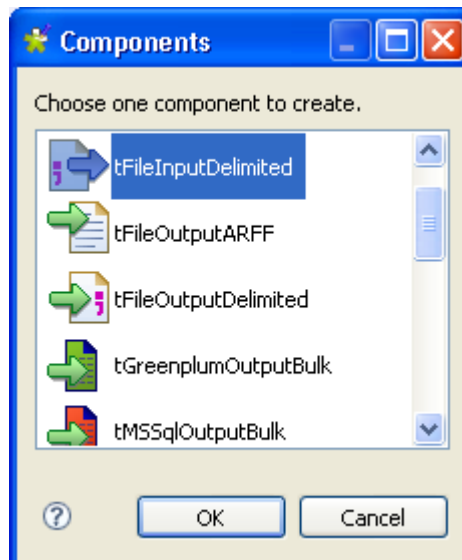 Components
Choose one component to create.
tFileInputDelimited
tFileOutputARFF
tFileOutputDelimited
tGreenplumOutputBulk
tMSSqlOutputBulk
?
OK Cancel